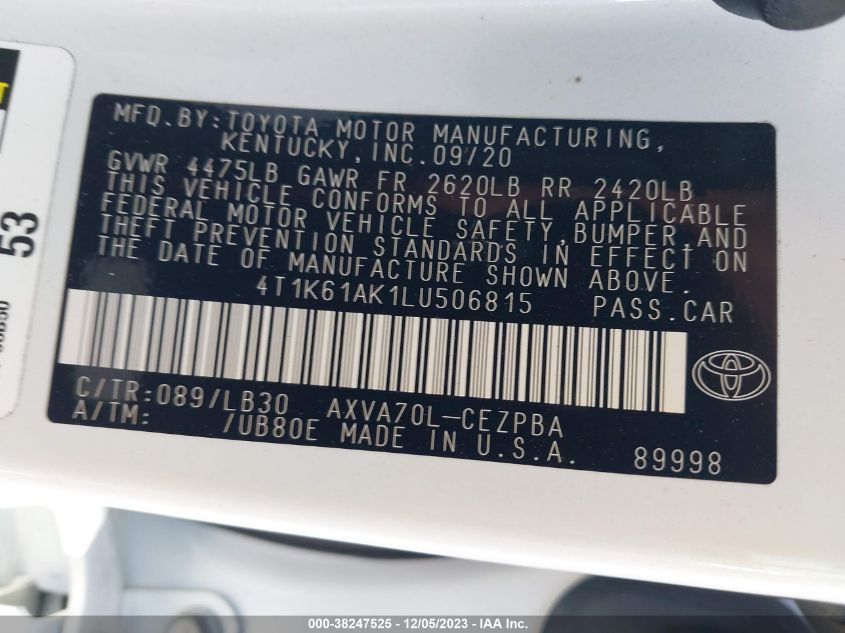 MFD.BY:TOYOTA MOTOR MANUFACTURING,
KENTUCKY,INC.09/20
GVWR 4475LB GAWR FR 2620LB RR 2420LB
THIS VEHICLE CONFORMS TO ALL APPLICABLE
FEDERAL MOTOR VEHICLE SAFETY,BUMPER,AND
THEFT PREVENTION STANDARDS IN EFFECT ON
THE DATE OF MANUFACTURE SHOWN ABOVE.
4T1K61AK1LU506815 PASS.CAR
C/TR:089/LB30 AXVA70L-CEZPBA
A/TM: /UB80E MADE IN U.S.A. 89998
53
000-38247525 - 12/05/2023 - IAA Inc.